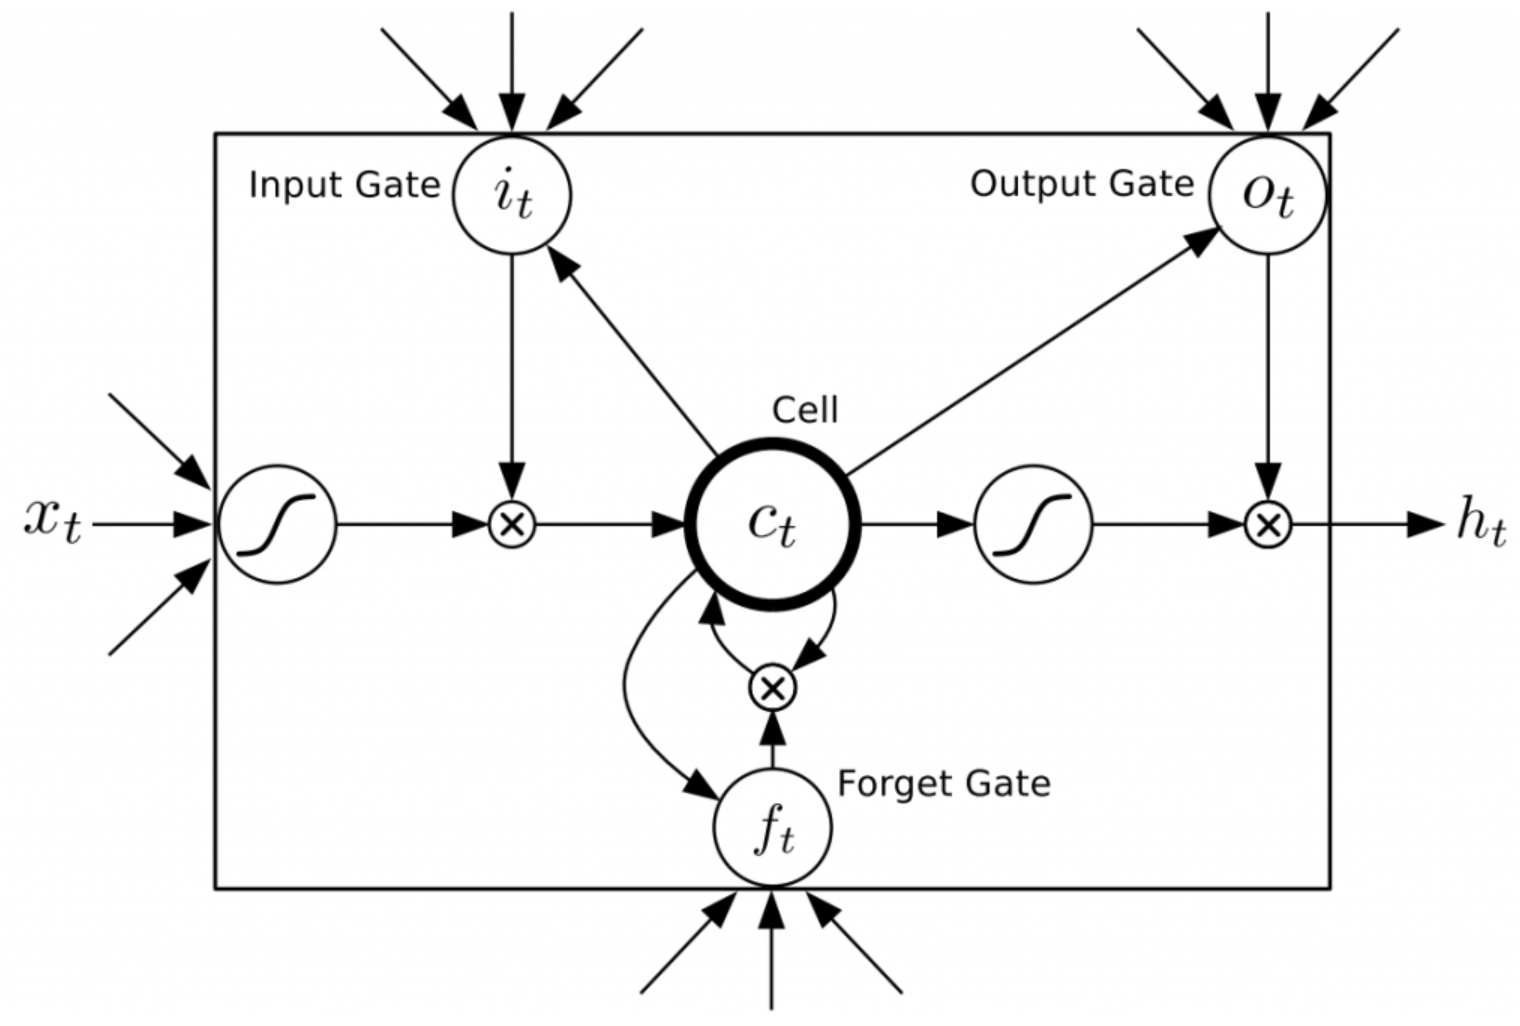 Input Gate
i_t
Output Gate
o_t
Cell
x_t
c_t
h_t
Forget Gate
f_t